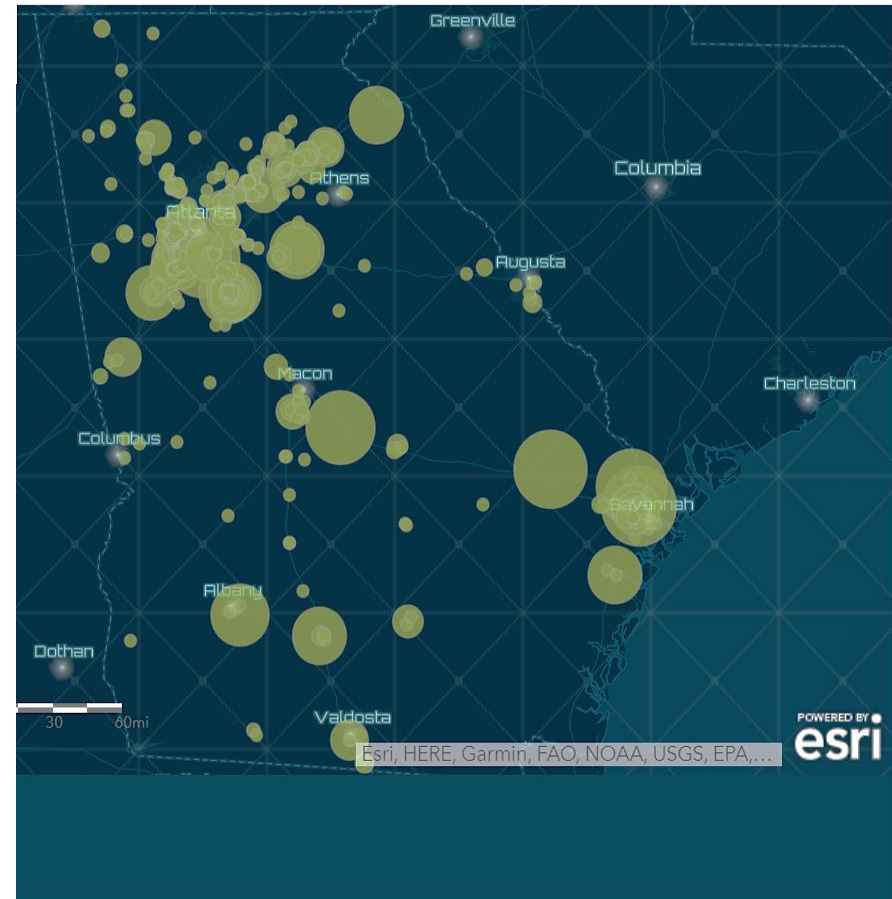 Greenville
Columbia
Athens
Atlanta
Augusta
Macon
Charleston
Columbus
Savannah
Albany
Dothan
Valdosta
30 60mi
POWERED BY
esri
Esri, HERE, Garmin, FAO, NOAA, USGS, EPA,...